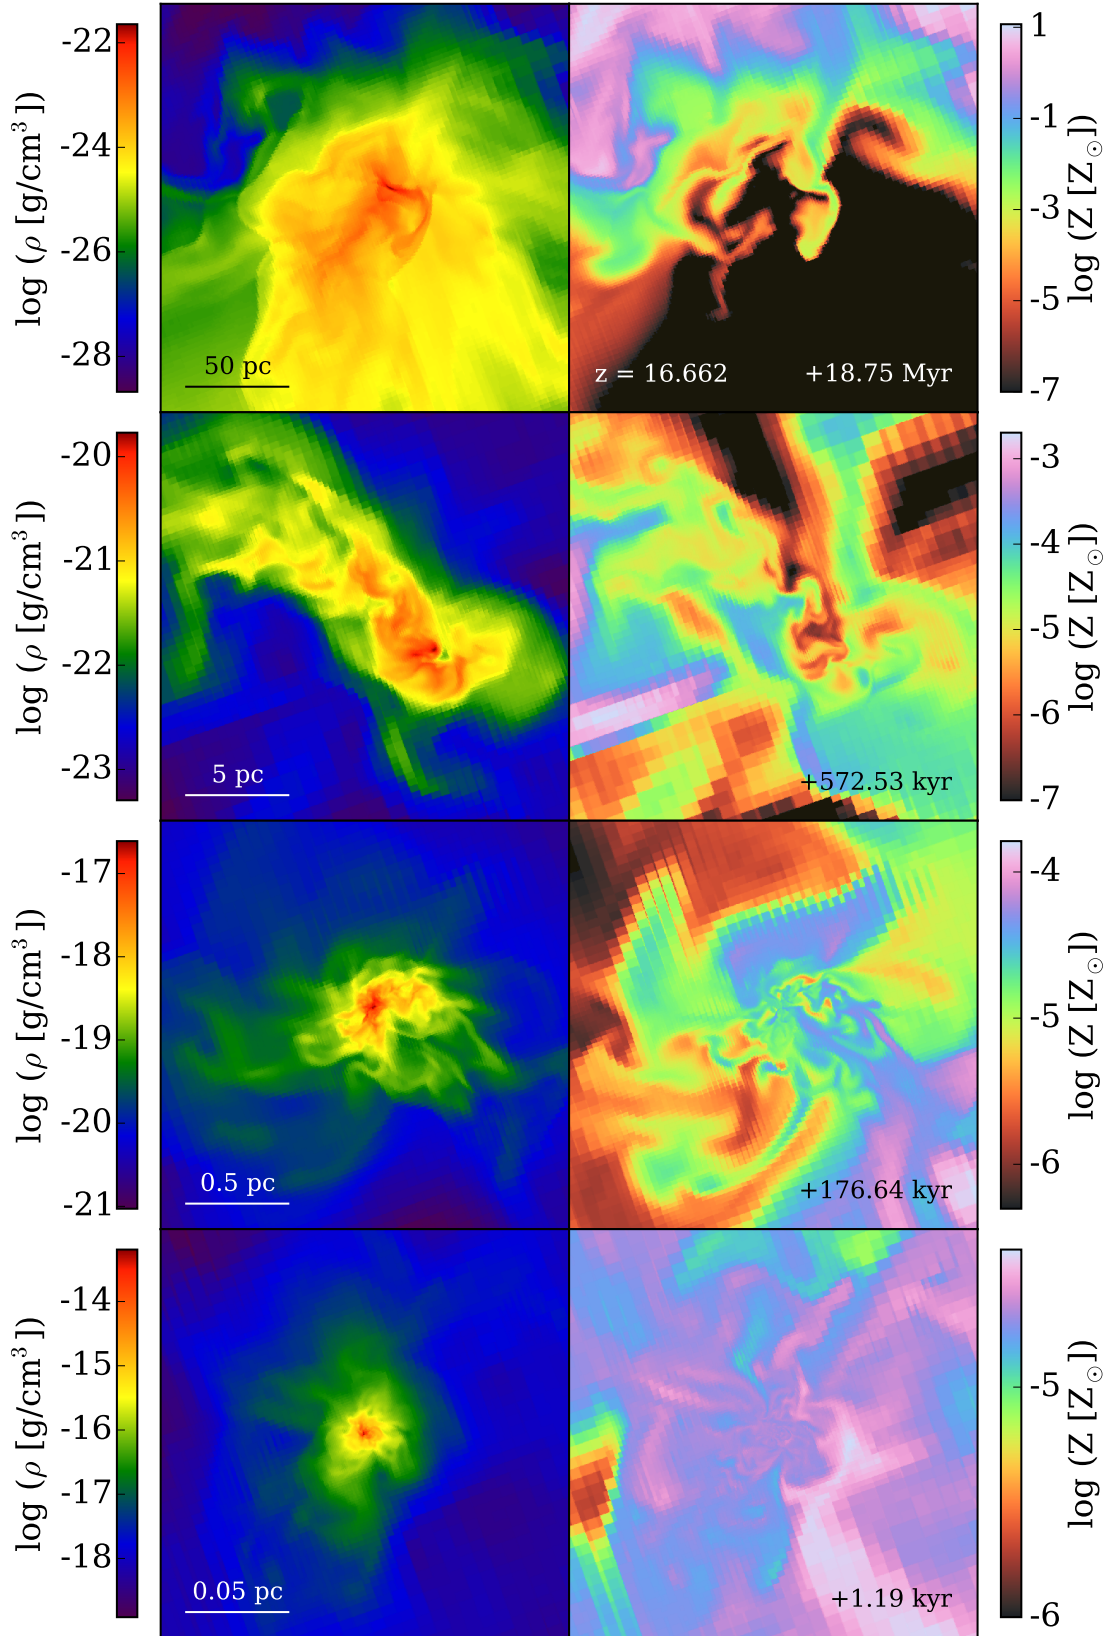 -22
-24
-26
-28
log (ρ [g/cm³])
50 pc
z = 16.662
+18.75 Myr
1
-1
-3
-5
-7
log (Z [Z☉])
-20
-21
-22
-23
log (ρ [g/cm³])
5 pc
+572.53 kyr
-3
-4
-5
-6
-7
log (Z [Z☉])
-17
-18
-19
-20
-21
log (ρ [g/cm³])
0.5 pc
+176.64 kyr
-4
-5
-6
log (Z [Z☉])
-14
-15
-16
-17
-18
log (ρ [g/cm³])
0.05 pc
+1.19 kyr
-5
-6
log (Z [Z☉])